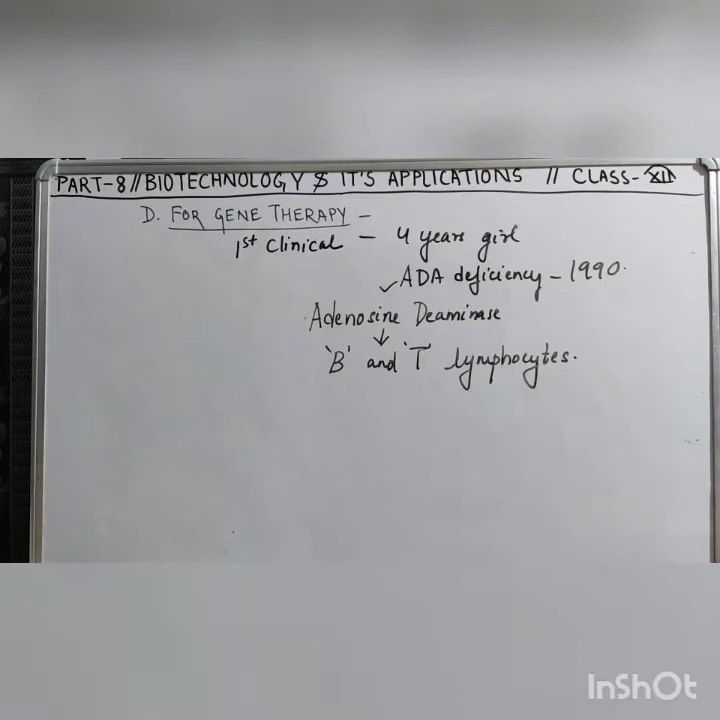 PART-8//BIOTECHNOLOGY & IT'S APPLICATIONS // CLASS-XII
D. FOR GENE THERAPY -
1st Clinical - 4 years girl
✓ADA deficiency - 1990.
Adenosine Deaminase
↓
'B' and 'T' lymphocytes.
InShOt